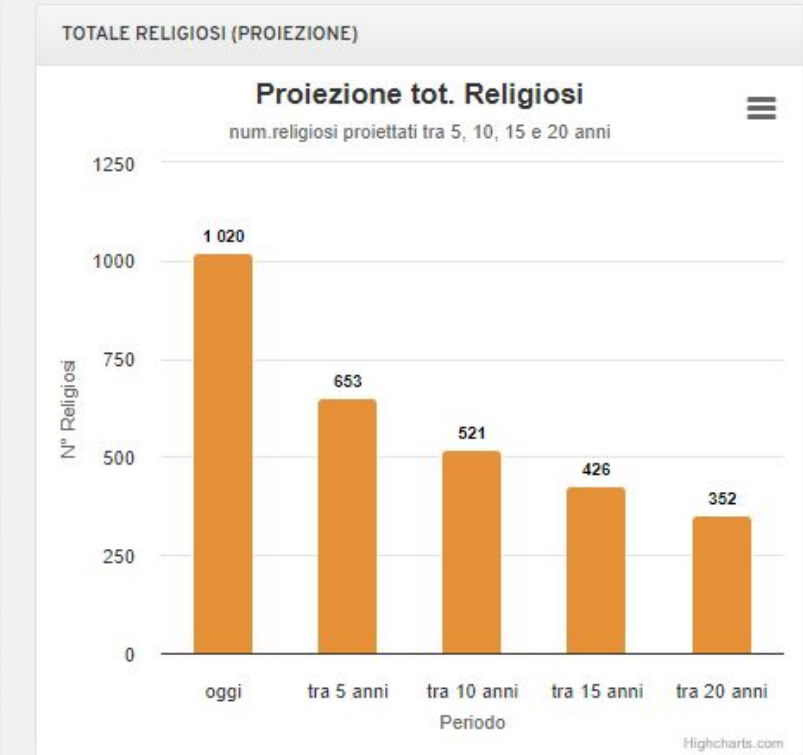 TOTALE RELIGIOSI (PROIEZIONE)
Proiezione tot. Religiosi
num.religiosi proiettati tra 5, 10, 15 e 20 anni
1250
1000
750
500
250
0
N° Religiosi
1 020
653
521
426
352
oggi
tra 5 anni
tra 10 anni
tra 15 anni
tra 20 anni
Periodo
Highcharts.com